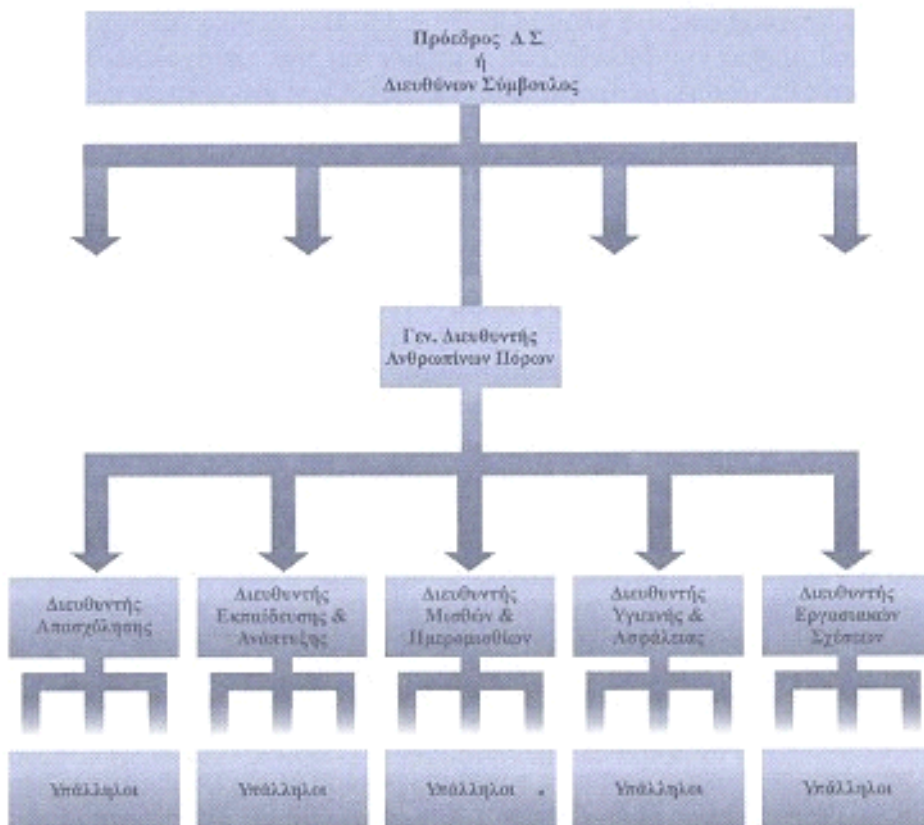 Πρόεδρος Δ.Σ.
ή
Διευθύνων Σύμβουλος
Γεν. Διευθυντής
Ανθρωπίνων Πόρων
Διευθυντής
Απασχόλησης
Διευθυντής
Εκπαίδευσης &
Ανάπτυξης
Διευθυντής
Μισθών &
Ημερομισθίων
Διευθυντής
Υγιεινής &
Ασφάλειας
Διευθυντής
Εργασιακών
Σχέσεων
Υπάλληλοι
Υπάλληλοι
Υπάλληλοι
Υπάλληλοι
Υπάλληλοι